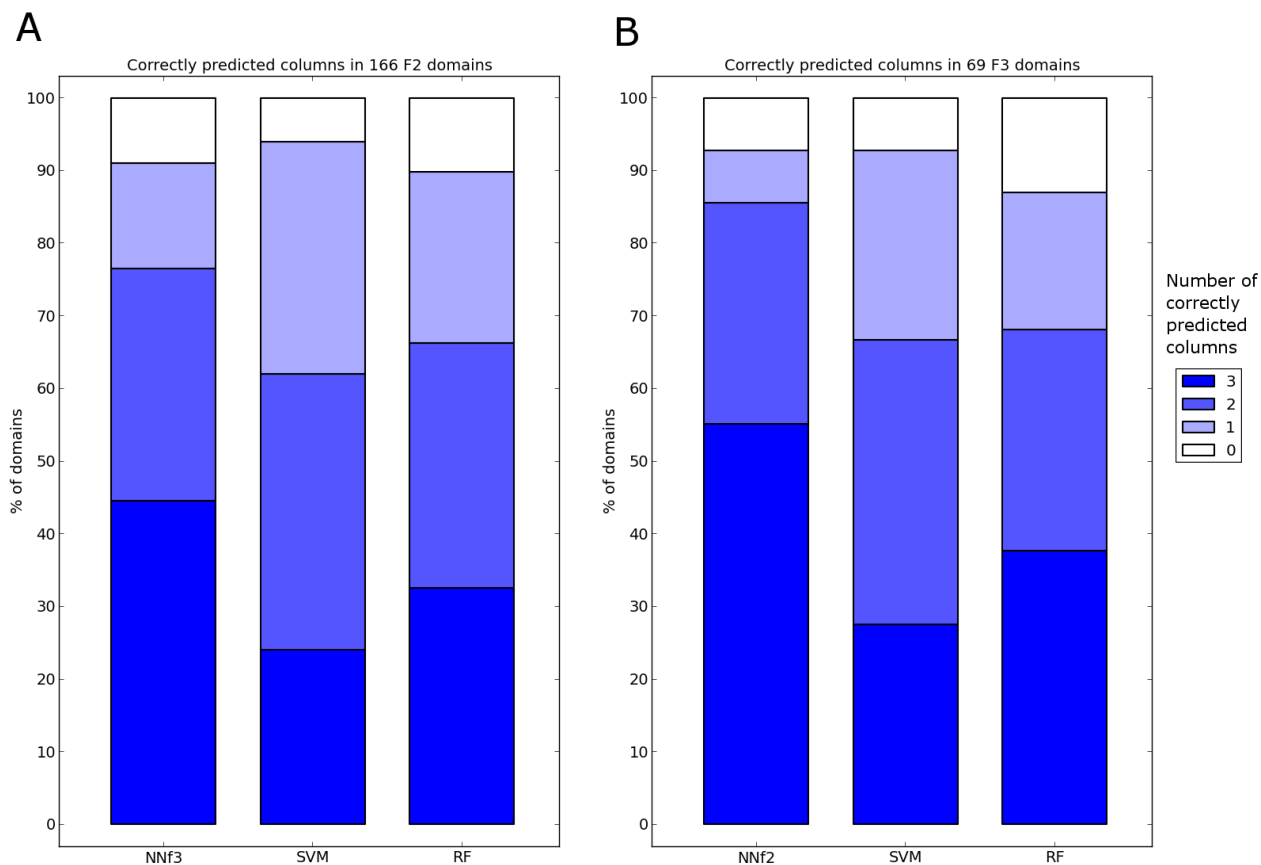 A
Correctly predicted columns in 166 F2 domains
100
90
80
70
60
50
40
30
20
10
0
% of domains
NNf3 SVM RF
B
Correctly predicted columns in 69 F3 domains
100
90
80
70
60
50
40
30
20
10
0
% of domains
NNf2 SVM RF
Number of
correctly
predicted
columns
3
2
1
0